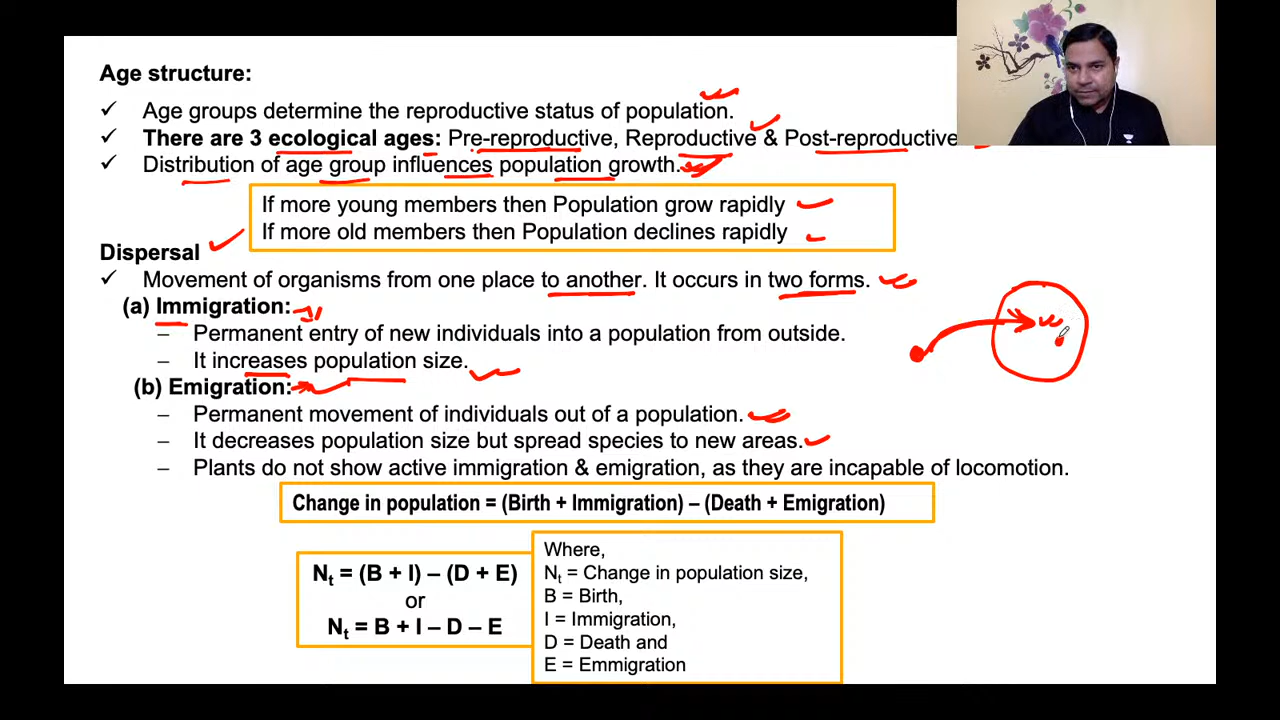 Age structure:
✓ Age groups determine the reproductive status of population.
✓ There are 3 ecological ages: Pre-reproductive, Reproductive & Post-reproductive
✓ Distribution of age group influences population growth.
If more young members then Population grow rapidly
If more old members then Population declines rapidly
Dispersal
✓ Movement of organisms from one place to another. It occurs in two forms.
(a) Immigration:
– Permanent entry of new individuals into a population from outside.
– It increases population size.
(b) Emigration:
– Permanent movement of individuals out of a population.
– It decreases population size but spread species to new areas.
– Plants do not show active immigration & emigration, as they are incapable of locomotion.
Change in population = (Birth + Immigration) – (Death + Emigration)
Nt = (B + I) – (D + E)
or
Nt = B + I – D – E
Where,
Nt = Change in population size,
B = Birth,
I = Immigration,
D = Death and
E = Emmigration